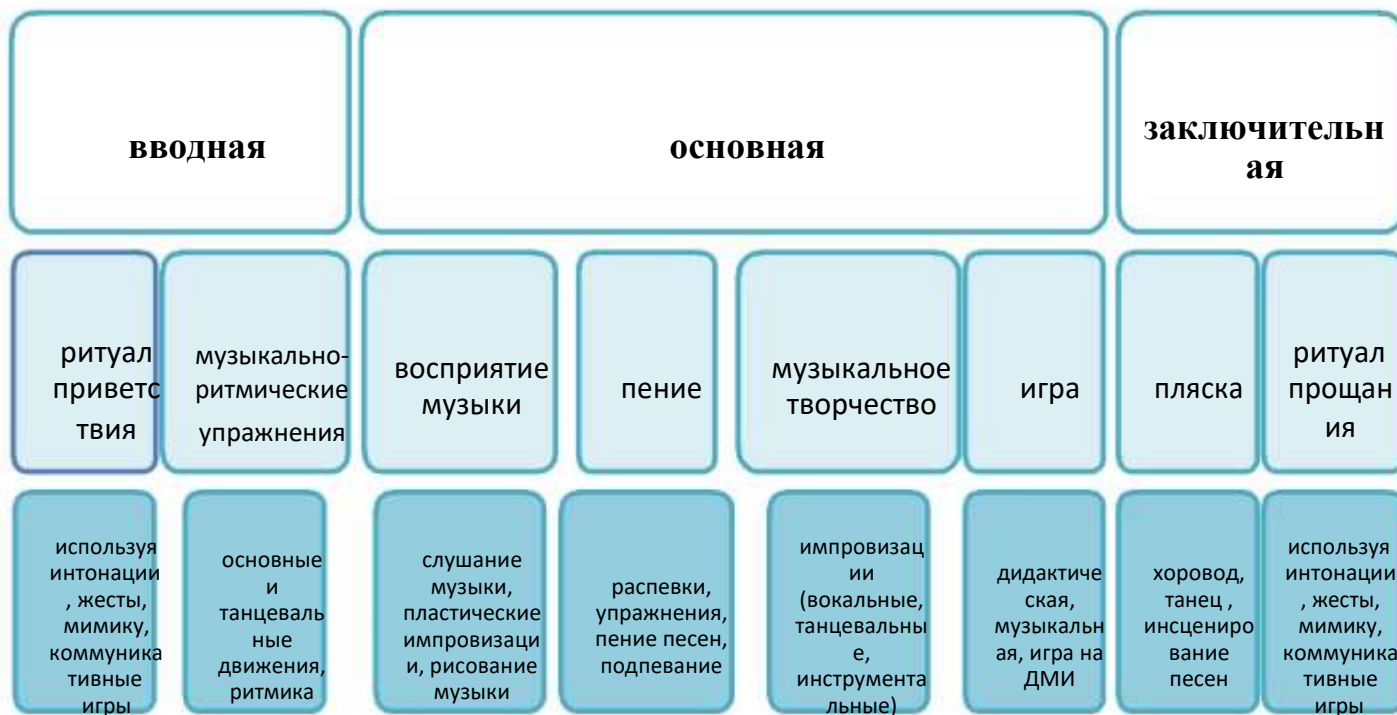 вводная
основная
заключительн
ая
ритуал
приветс
твия
музыкально-
ритмические
упражнения
восприятие
музыки
пение
музыкальное
творчество
игра
пляска
ритуал
прощан
ия
используя
интонации
, жесты,
мимику,
коммуника
тивные
игры
основные
и
танцеваль
ные
движения,
ритмика
слушание
музыки,
пластические
импровизаци
и, рисование
музыки
распевки,
упражнения,
пение песен,
подпевание
импровизац
ии
(вокальные,
танцевальны
е,
инструмента
льные)
дидактиче
ская,
музыкальн
ая, игра на
ДМИ
хоровод,
танец ,
инсцениро
вание
песен
используя
интонации
, жесты,
мимику,
коммуника
тивные
игры